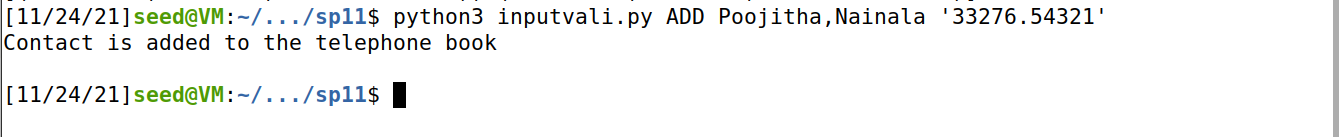 [11/24/21]seed@VM:~/.../sp11$ python3 inputvali.py ADD Poojitha,Nainala '33276.54321'
Contact is added to the telephone book
[11/24/21]seed@VM:~/.../sp11$